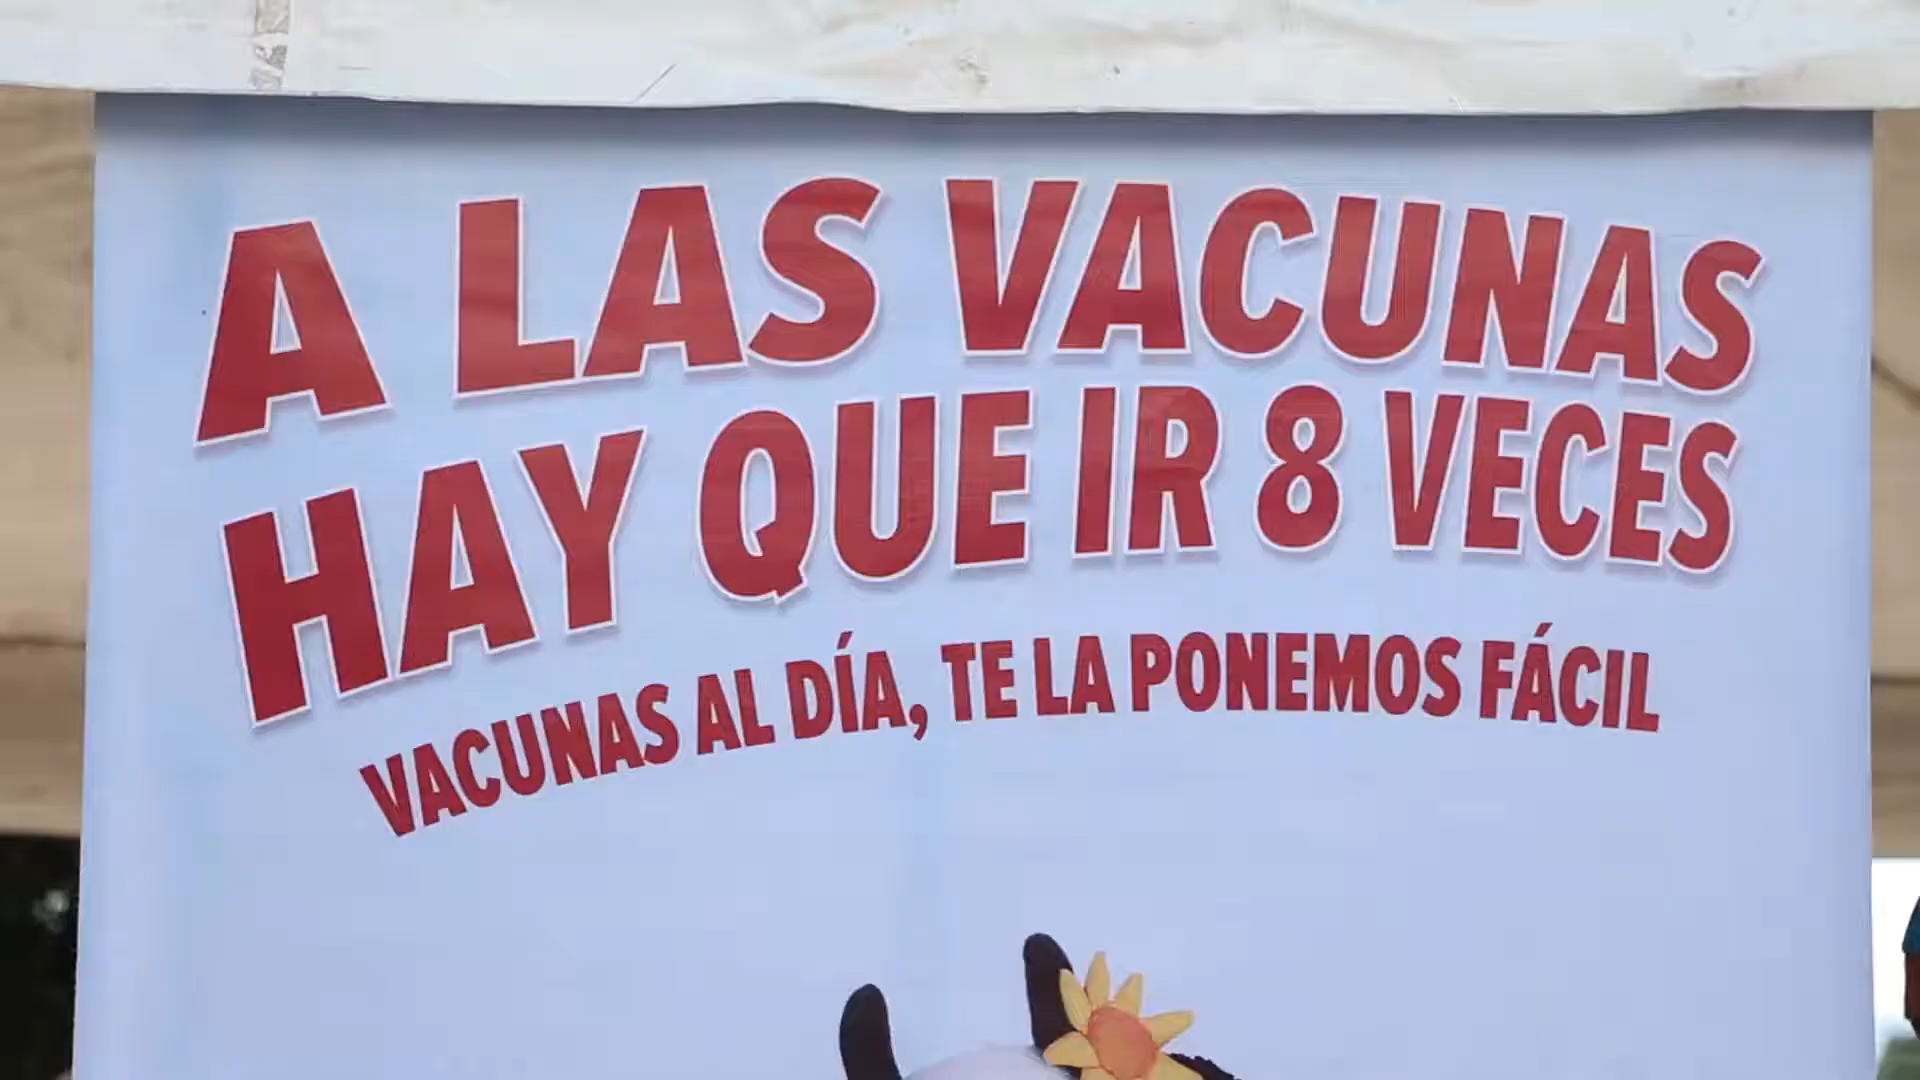 A LAS VACUNAS
HAY QUE IR 8 VECES
VACUNAS AL DÍA, TE LA PONEMOS FÁCIL